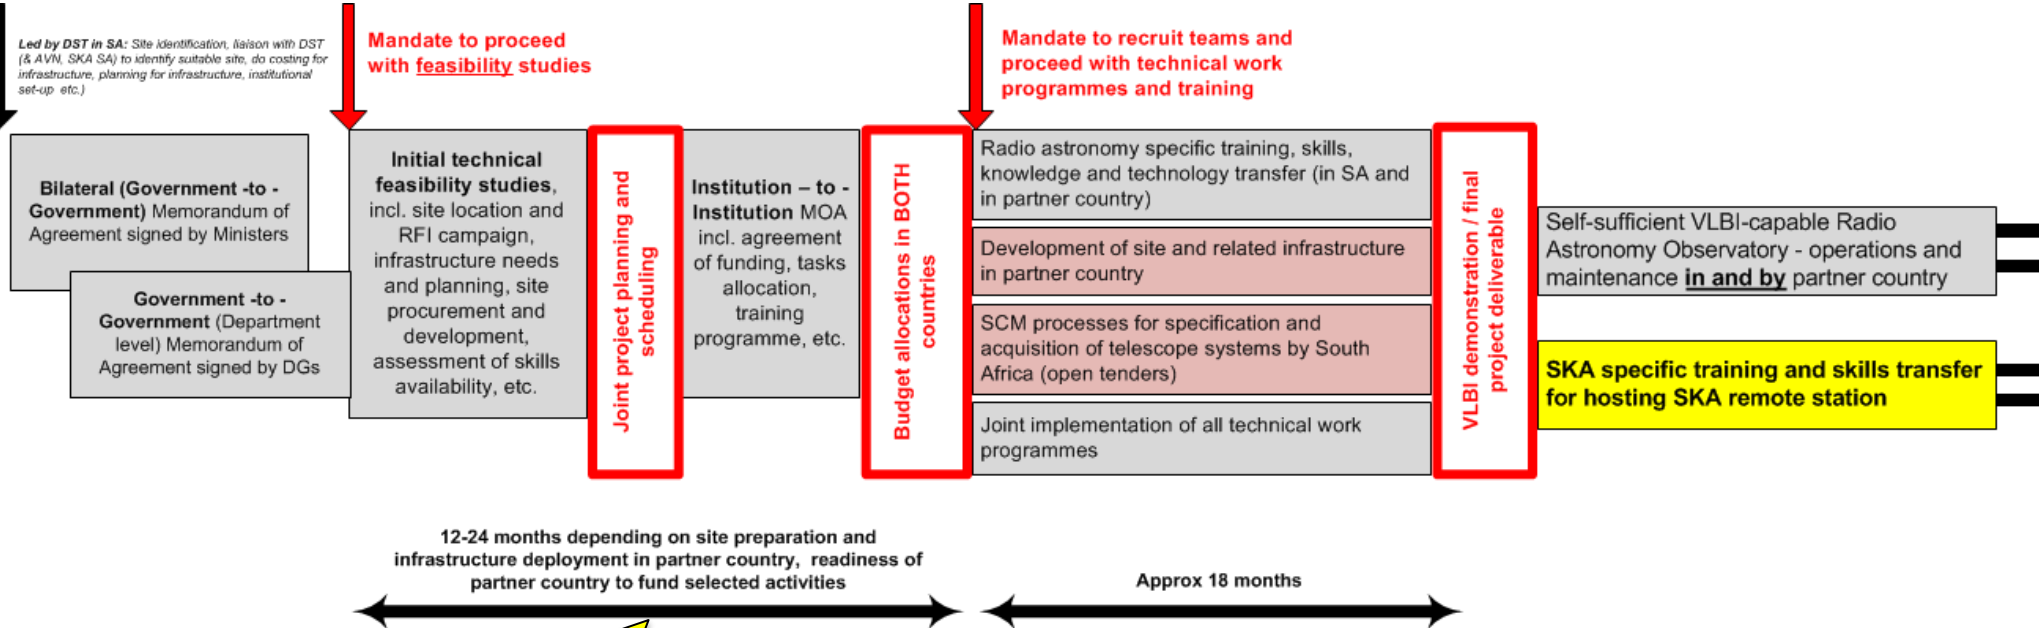 Led by DST in SA: Site identification, liaison with DST
(& AVN, SKA SA) to identify suitable site, do costing for
infrastructure, planning for infrastructure, institutional
set-up etc.)
Mandate to proceed
with feasibility studies
Mandate to recruit teams and
proceed with technical work
programmes and training
Bilateral (Government -to -
Government) Memorandum of
Agreement signed by Ministers
Government -to -
Government (Department
level) Memorandum of
Agreement signed by DGs
Initial technical
feasibility studies,
incl. site location and
RFI campaign,
infrastructure needs
and planning, site
procurement and
development,
assessment of skills
availability, etc.
Joint project planning and
scheduling
Institution – to -
Institution MOA
incl. agreement
of funding, tasks
allocation,
training
programme, etc.
Budget allocations in BOTH
countries
Radio astronomy specific training, skills,
knowledge and technology transfer (in SA and
in partner country)
Development of site and related infrastructure
in partner country
SCM processes for specification and
acquisition of telescope systems by South
Africa (open tenders)
Joint implementation of all technical work
programmes
VLBI demonstration / final
project deliverable
Self-sufficient VLBI-capable Radio
Astronomy Observatory - operations and
maintenance in and by partner country
SKA specific training and skills transfer
for hosting SKA remote station
12-24 months depending on site preparation and
infrastructure deployment in partner country, readiness of
partner country to fund selected activities
Approx 18 months